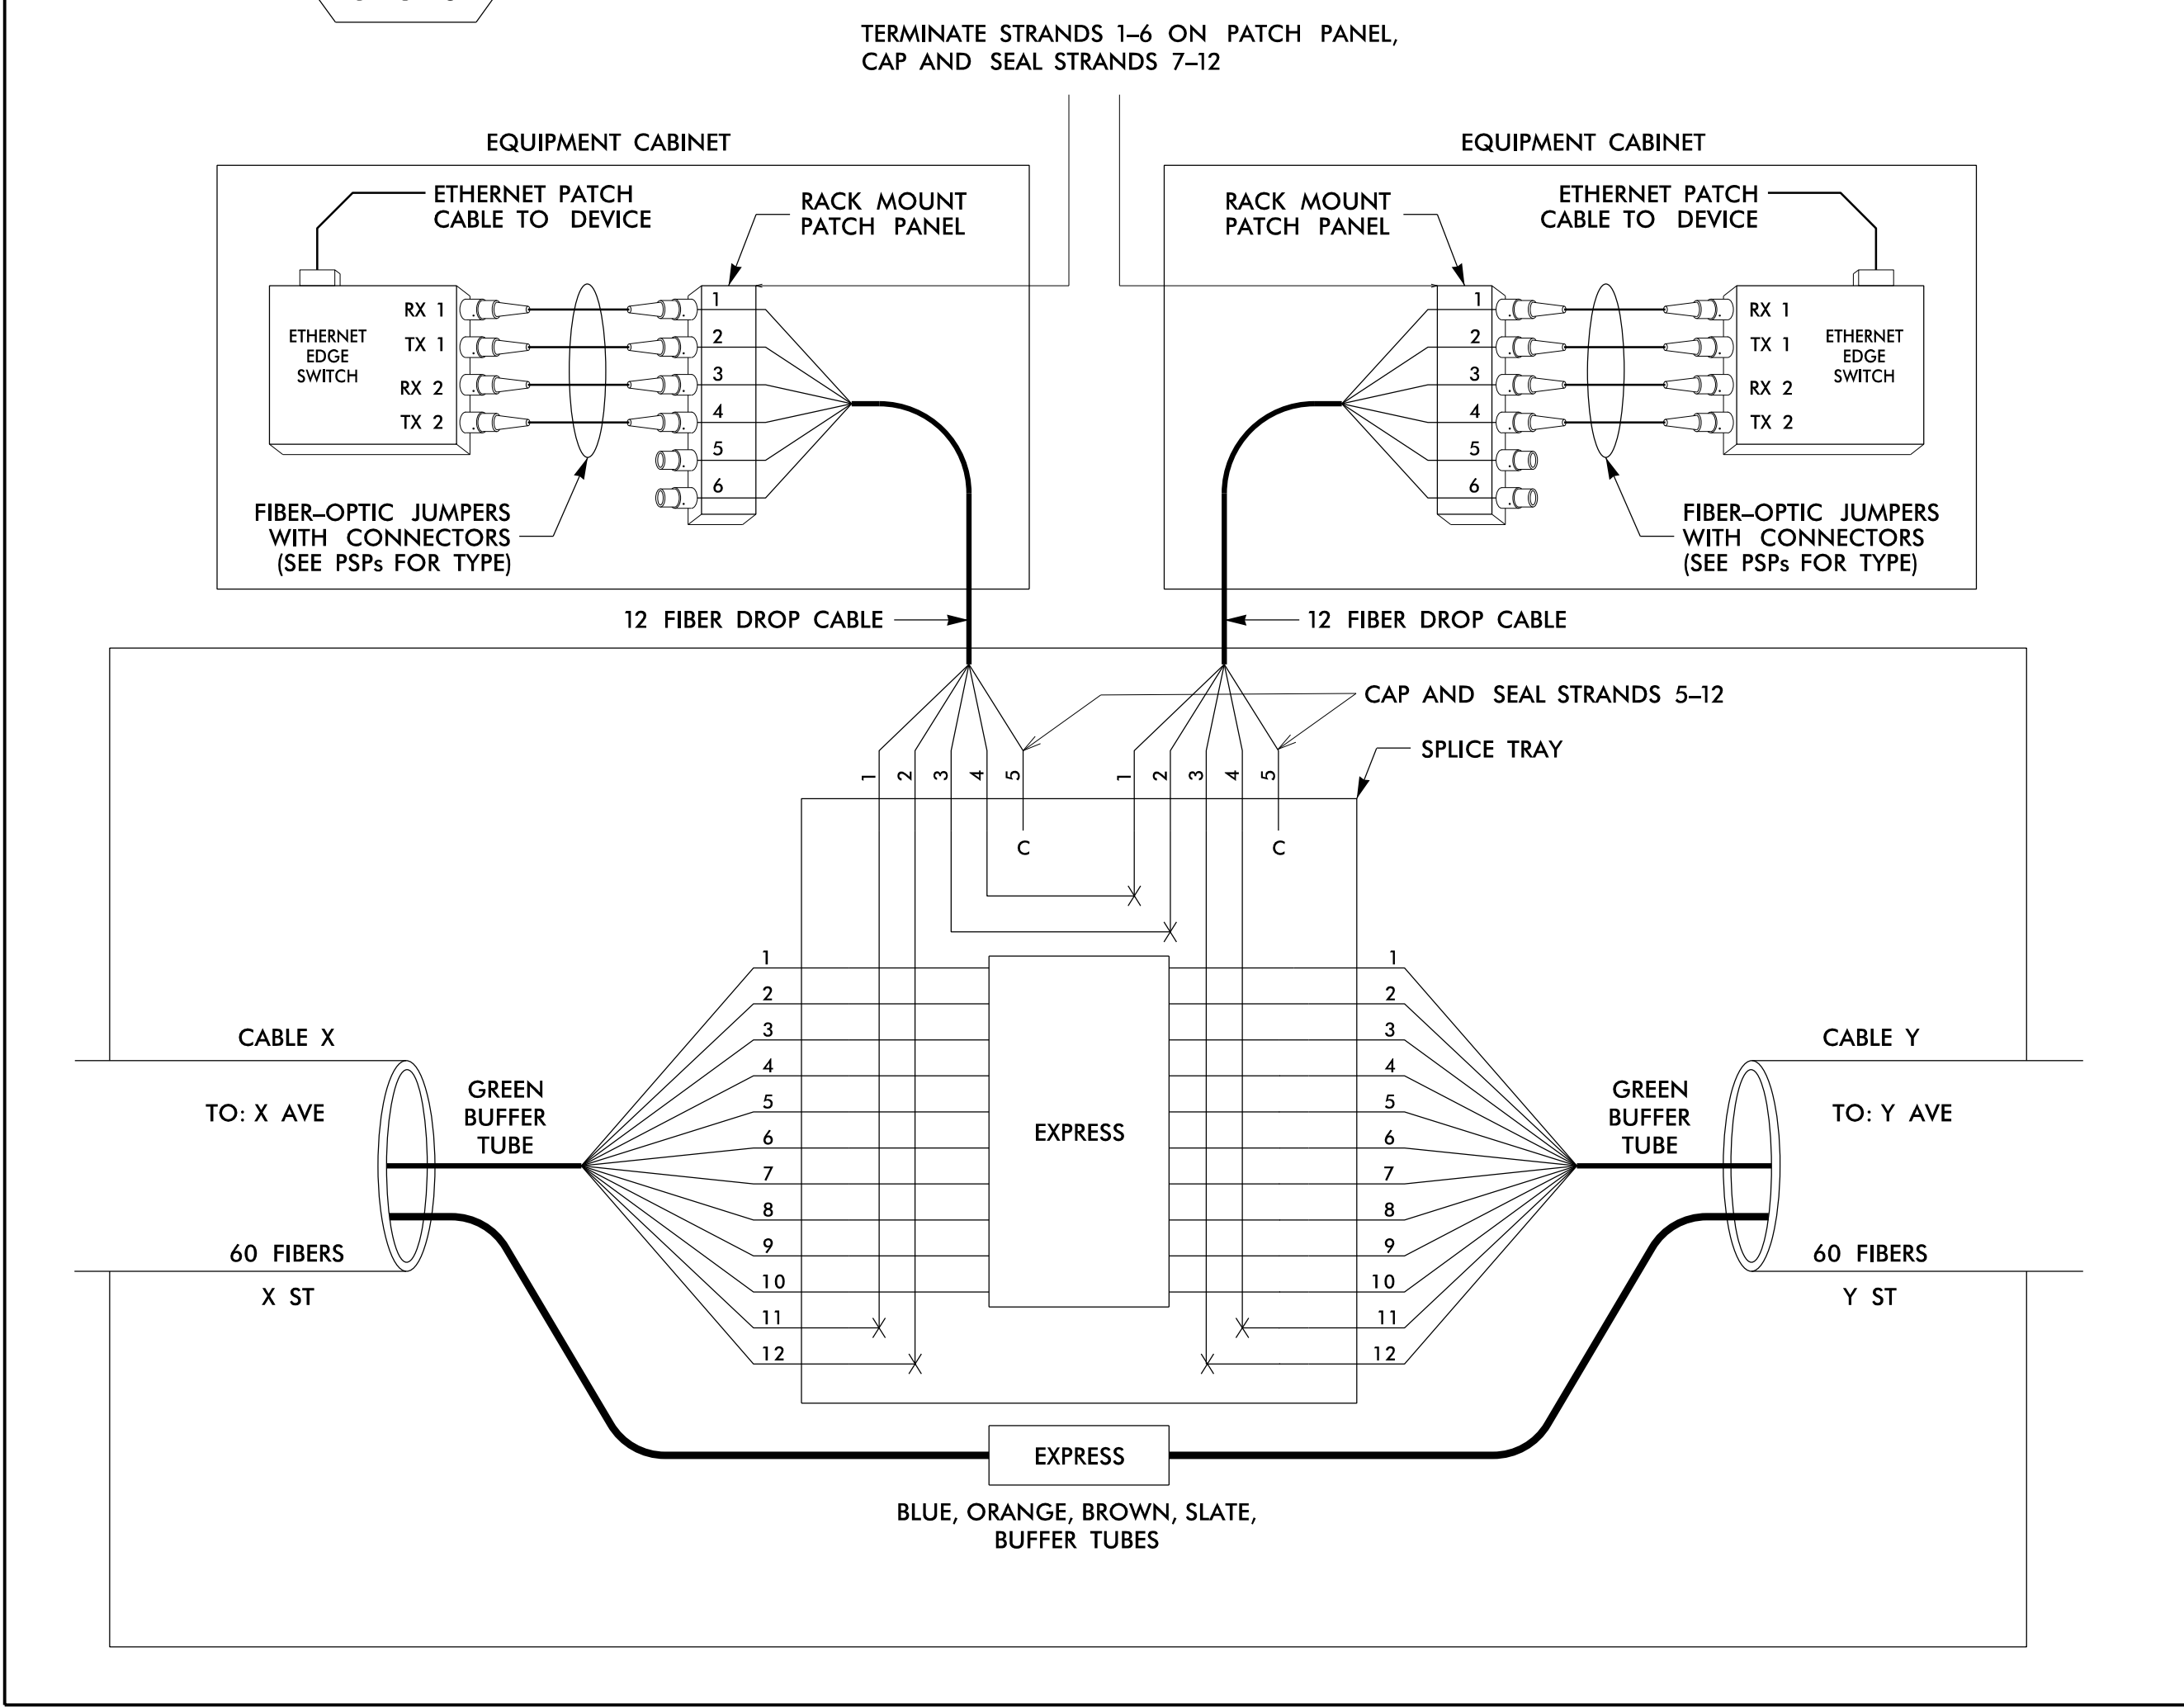 TERMINATE STRANDS 1–6 ON PATCH PANEL,
CAP AND SEAL STRANDS 7–12
EQUIPMENT CABINET
ETHERNET PATCH
CABLE TO DEVICE
RACK MOUNT
PATCH PANEL
RX 1
TX 1
RX 2
TX 2
ETHERNET
EDGE
SWITCH
1
2
3
4
5
6
FIBER–OPTIC JUMPERS
WITH CONNECTORS
(SEE PSPs FOR TYPE)
EQUIPMENT CABINET
RACK MOUNT
PATCH PANEL
ETHERNET PATCH
CABLE TO DEVICE
1
2
3
4
5
6
RX 1
TX 1
RX 2
TX 2
ETHERNET
EDGE
SWITCH
FIBER–OPTIC JUMPERS
WITH CONNECTORS
(SEE PSPs FOR TYPE)
12 FIBER DROP CABLE
12 FIBER DROP CABLE
CAP AND SEAL STRANDS 5–12
SPLICE TRAY
1
2
3
4
5
1
2
3
4
5
C
C
CABLE X
TO: X AVE
60 FIBERS
X ST
GREEN
BUFFER
TUBE
1
2
3
4
5
6
7
8
9
10
11
12
EXPRESS
1
2
3
4
5
6
7
8
9
10
11
12
GREEN
BUFFER
TUBE
CABLE Y
TO: Y AVE
60 FIBERS
Y ST
EXPRESS
BLUE, ORANGE, BROWN, SLATE,
BUFFER TUBES